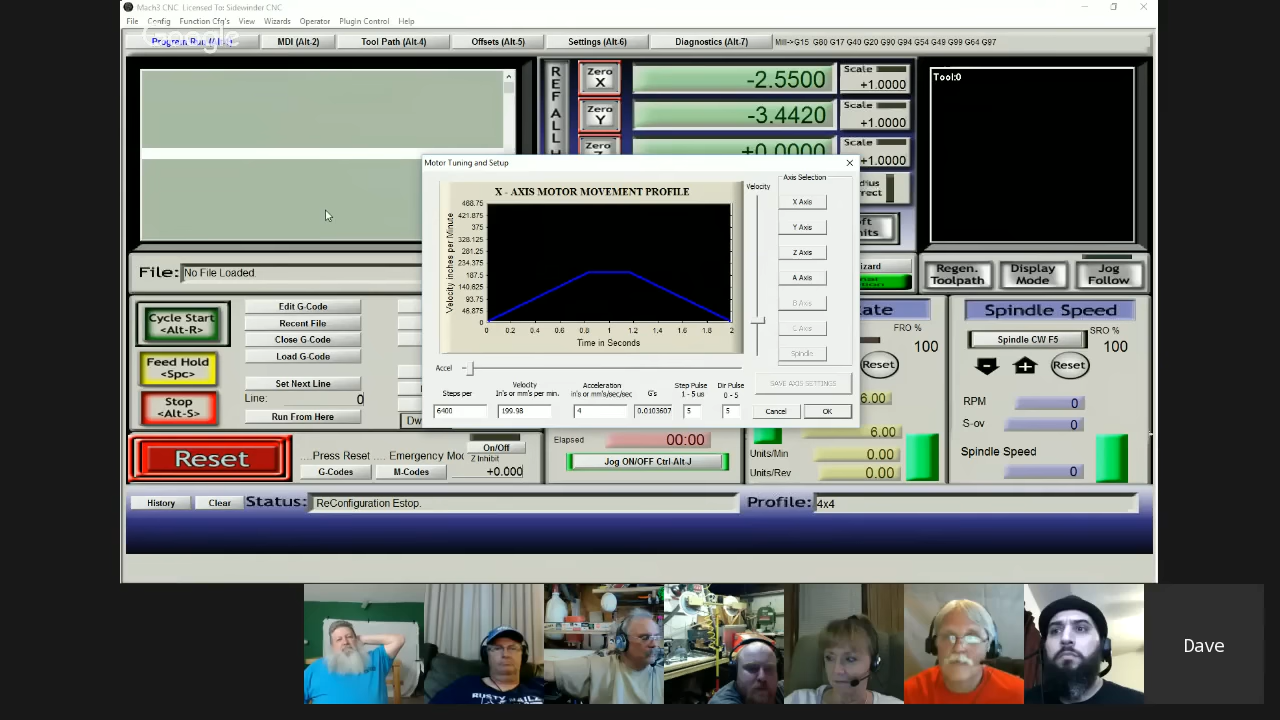 Mach3 CNC Licensed To: Sidewinder CNC
File Config Function Cfg's View Wizards Operator PlugIn Control Help
Google
MDI (Alt-2) Tool Path (Alt-4) Offsets (Alt-5) Settings (Alt-6) Diagnostics (Alt-7) Mill->G15 G80 G17 G40 G20 G90 G94 G54 G49 G99 G64 G97
REF ALL H
Zero X -2.5500 Scale +1.0000
Zero Y -3.4420 Scale +1.0000
Zero +0.0000 Scale +1.0000
Tool:0
Motor Tuning and Setup
X - AXIS MOTOR MOVEMENT PROFILE
Velocity inches per Minute
468.75
421.875
375
328.125
281.25
234.375
187.5
140.625
93.75
46.875
0
0 0.2 0.4 0.6 0.8 1 1.2 1.4 1.6 1.8 2
Time in Seconds
Velocity
Axis Selection
X Axis
Y Axis
Z Axis
A Axis
B Axis
C Axis
Spindle
Accel
SAVE AXIS SETTINGS
Steps per
Velocity In's or mm's per min.
Acceleration in's or mm's/sec/sec
G's
Step Pulse 1 - 5 us
Dir Pulse 0 - 5
6400 199.98 4 0.0103607 5 5
Cancel OK
File: No File Loaded
Regen. Toolpath
Display Mode
Jog Follow
Cycle Start <Alt-R>
Feed Hold <Spc>
Stop <Alt-S>
Edit G-Code
Recent File
Close G-Code
Load G-Code
Set Next Line
Line: 0
Run From Here
FRO %
100
Reset
6.00
6.00
Units/Min 0.00
Units/Rev 0.00
Spindle Speed
Spindle CW F5
SRO %
100
Reset
RPM 0
S-ov 0
Spindle Speed 0
Reset
G-Codes M-Codes
On/Off
Z Inhibit
+0.000
Elapsed 00:00
Jog ON/OFF Ctrl-Alt-J
History Clear Status: ReConfiguration Estop. Profile: 4x4
Dave